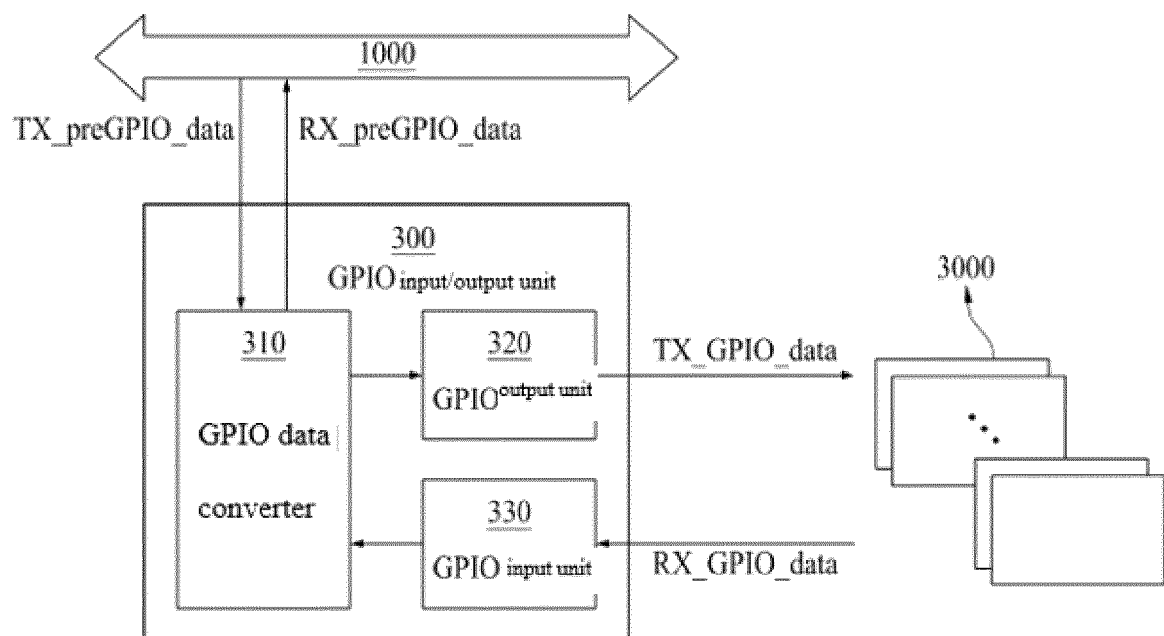 1000
TX_preGPIO_data
RX_preGPIO_data
300
GPIO input/output unit
3000
310
GPIO data
converter
320
GPIO output unit
TX_GPIO_data
330
GPIO input unit
RX_GPIO_data